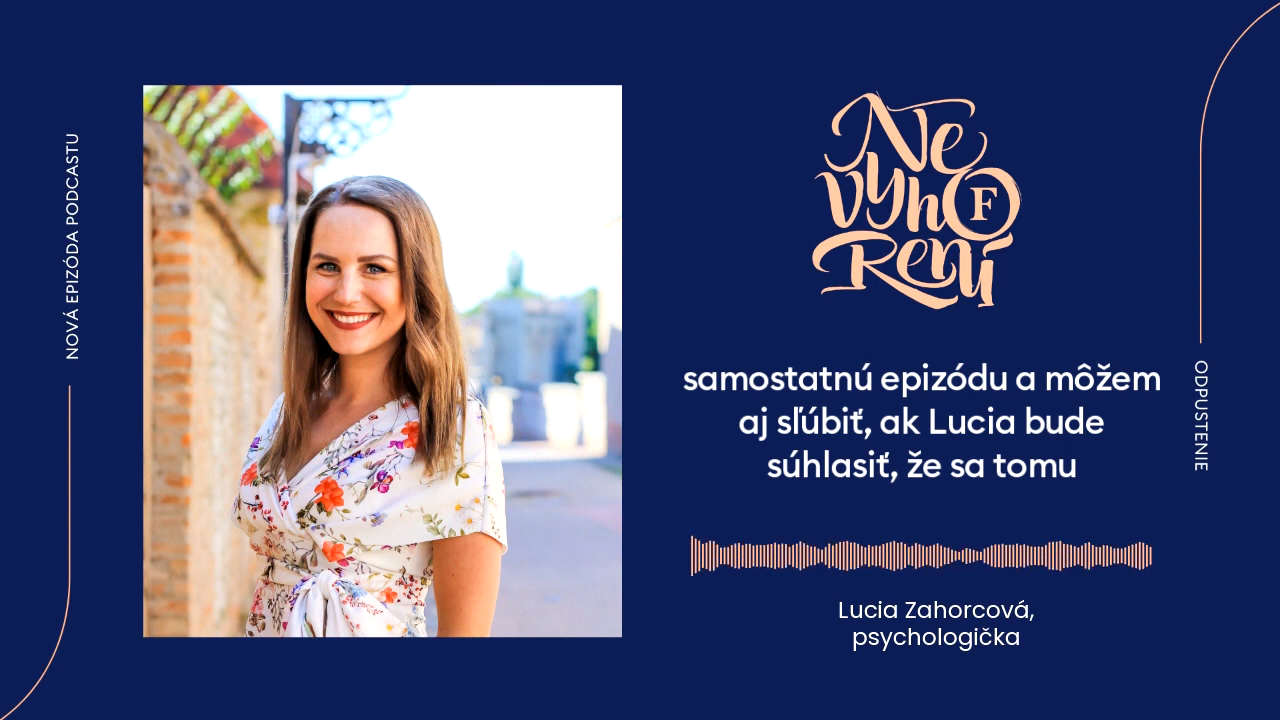 NOVÁ EPIZÓDA PODCASTU
Ne
vyhO
F
Rení
samostatnú epizódu a môžem
aj sľúbiť, ak Lucia bude
súhlasiť, že sa tomu
Lucia Zahorcová,
psychologička
ODPUSTENIE